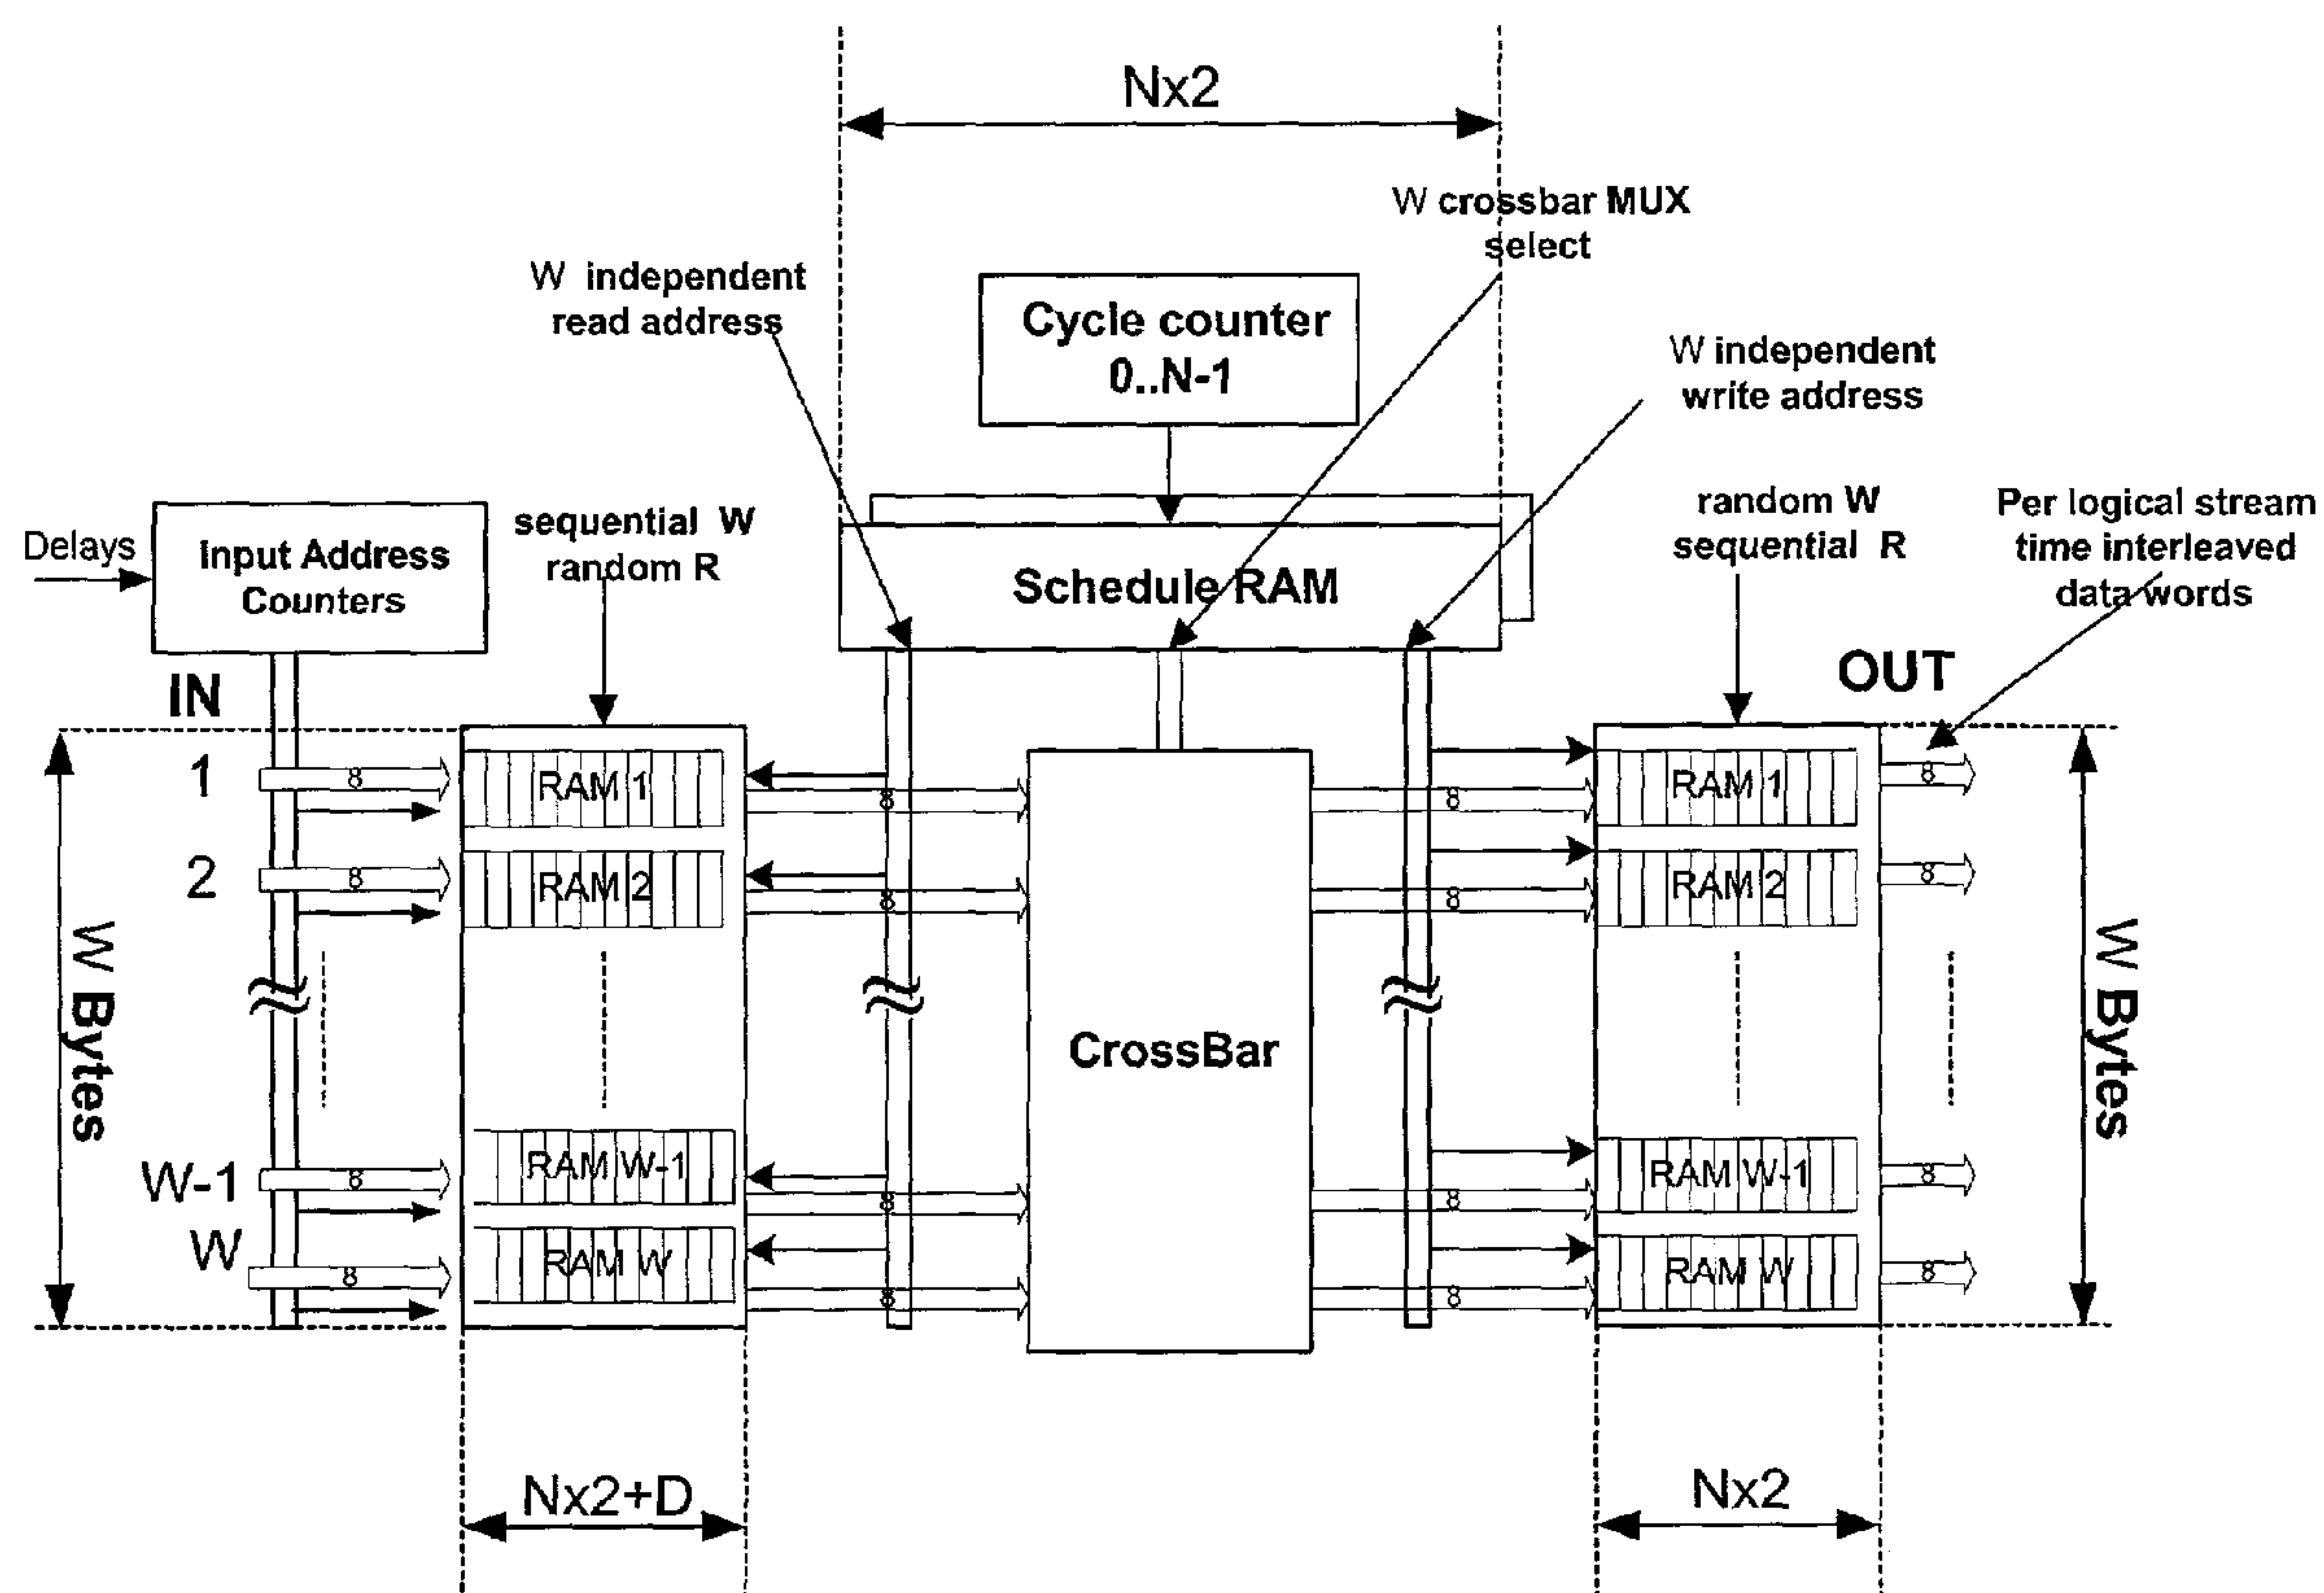 Nx2
W crossbar MUX
select
W independent
read address
Cycle counter
0..N-1
W independent
write address
Delays
Input Address
Counters
sequential W
random R
Schedule RAM
random W
sequential R
Per logical stream
time interleaved
data words
IN
OUT
1
8
RAM 1
8
8
RAM 1
8
2
8
RAM 2
8
8
RAM 2
8
W Bytes
CrossBar
W Bytes
W-1
8
RAM W-1
8
8
RAM W-1
8
W
8
RAM W
8
8
RAM W
8
Nx2+D
Nx2